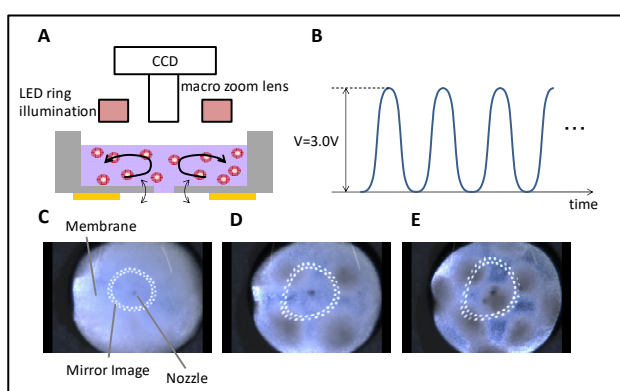 A
B
CCD
LED ring
illumination
macro zoom lens
V=3.0V
...
time
C
D
E
Membrane
Mirror Image
Nozzle